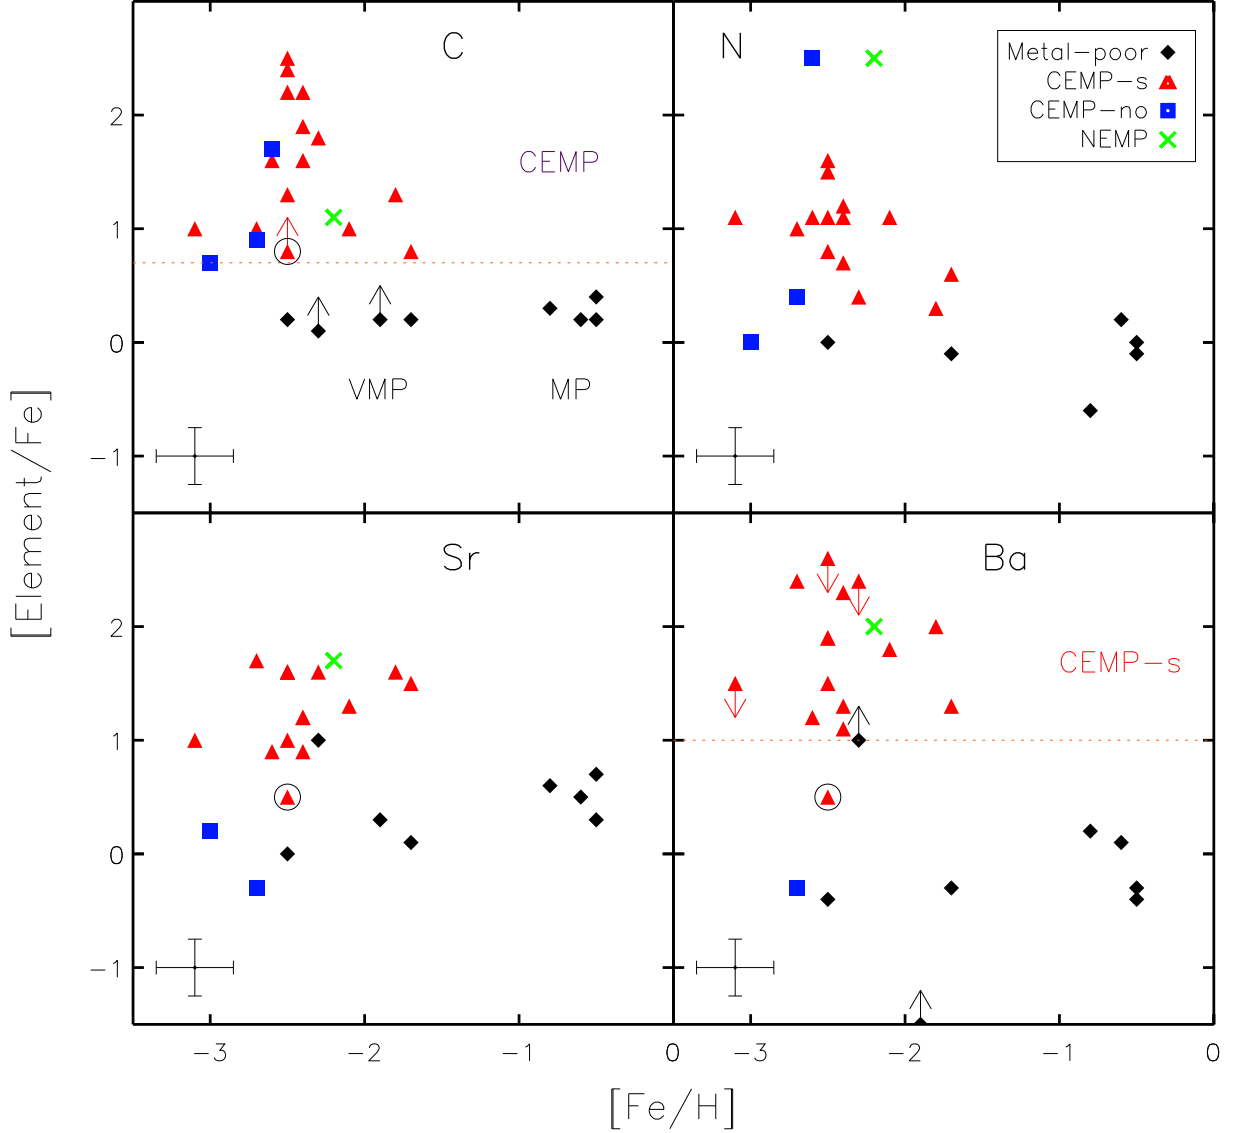 C
N
Metal-poor
CEMP-s
CEMP-no
NEMP
2
CEMP
1
0
VMP
MP
-1
[Element/Fe]
Sr
Ba
2
CEMP-s
1
0
-1
-3
-2
-1
0
-3
-2
-1
0
[Fe/H]